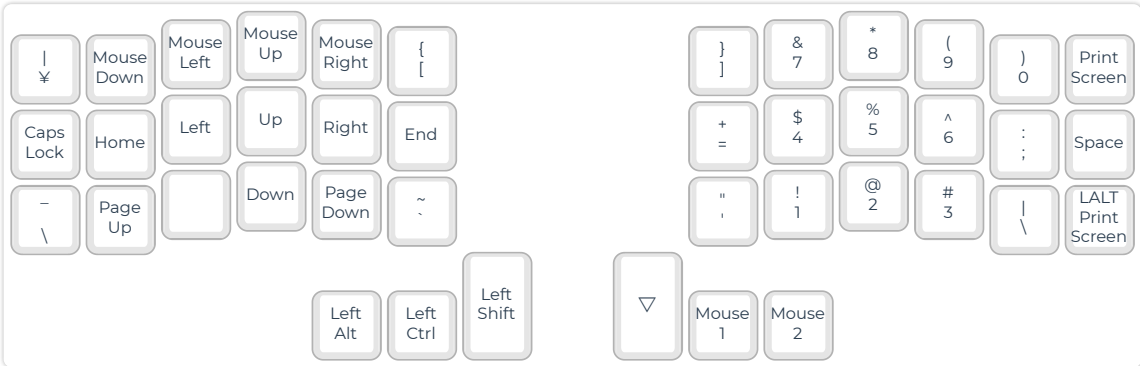 |
¥
Mouse
Down
Mouse
Left
Mouse
Up
Mouse
Right
{
[
}
]
&
7
*
8
(
9
)
0
Print
Screen
Caps
Lock
Home
Left
Up
Right
End
+
=
$
4
%
5
^
6
:
;
Space
_
\
Page
Up
Down
Page
Down
~
`
"
'
!
1
@
2
#
3
|
\
LALT
Print
Screen
Left
Alt
Left
Ctrl
Left
Shift
▽
Mouse
1
Mouse
2